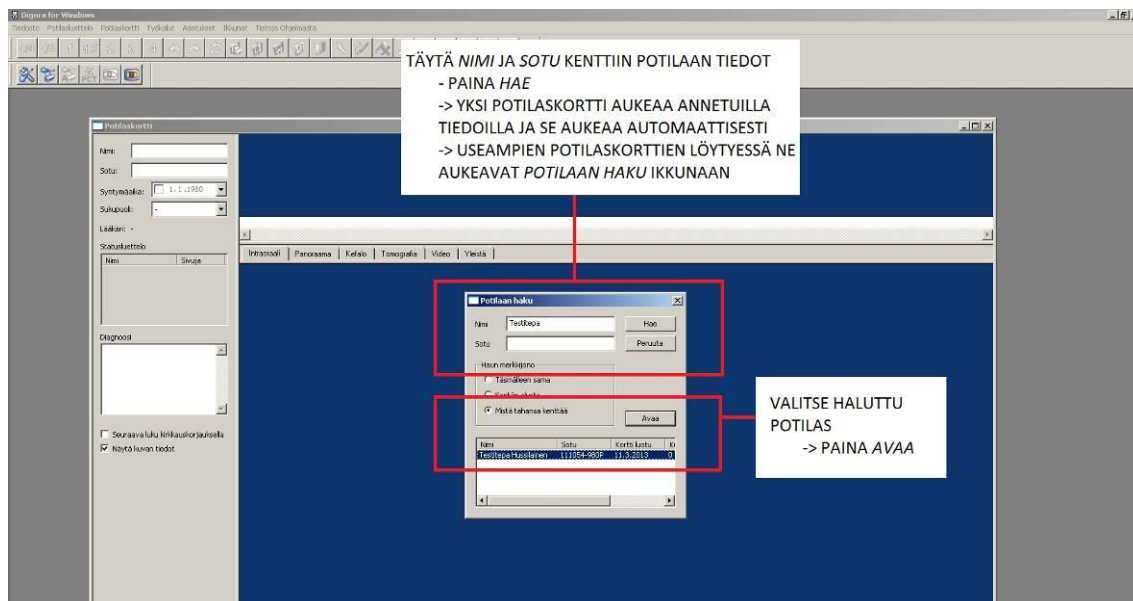 Digora for Windows
Tiedosto Potilasluettelo Potilaskortti Työkalut Asetukset Ikkunat Tietoja Ohjelmasta
TÄYTÄ NIMI JA SOTU KENTTIIN POTILAAN TIEDOT
- PAINA HAE
-> YKSI POTILASKORTTI AUKEAA ANNETUILLA
TIEDOILLA JA SE AUKEAA AUTOMAATTISESTI
-> USEAMPIEN POTILASKORTTIEN LÖYTYESSÄ NE
AUKEAVAT POTILAAN HAKU IKKUNAAN
Potilaskortti
Nimi:
Sotu:
Syntymäaika: 1.1.1980
Sukupuoli: -
Lääkäri: -
Statusluettelo
Nimi Sivuja
Diagnoosi
Seuraava luku kirkkauskorjauksella
Näytä kuvan tiedot
Intraoraali Panoraama Kefalo Tomografia Video Yleistä
Potilaan haku
Nimi Testitepa Hae
Sotu Peruuta
Haun merkkijono
Täsmälleen sama
Kentän alusta
Mistä tahansa kenttää
Avaa
Nimi Sotu Kortti luotu
Testitepa Hussilainen 111054-980P 11.3.2013
VALITSE HALUTTU
POTILAS
-> PAINA AVAA